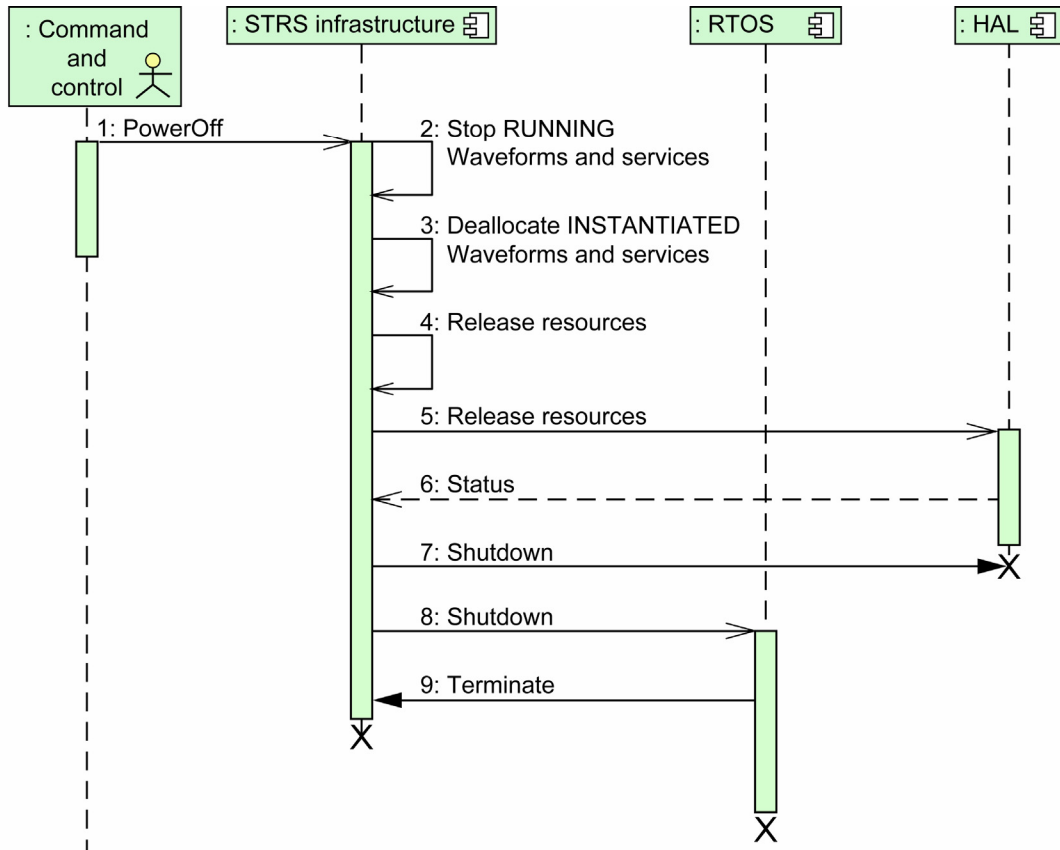 : Command
and
control
: STRS infrastructure
: RTOS
: HAL
1: PowerOff
2: Stop RUNNING
Waveforms and services
3: Deallocate INSTANTIATED
Waveforms and services
4: Release resources
5: Release resources
6: Status
7: Shutdown
8: Shutdown
9: Terminate